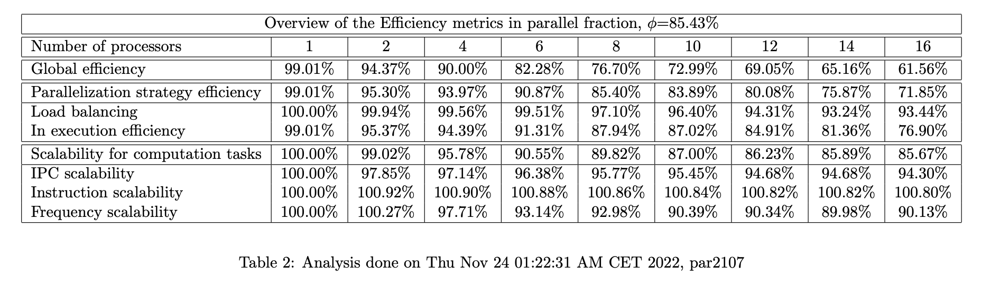 Overview of the Efficiency metrics in parallel fraction, ϕ=85.43%
Number of processors 1 2 4 6 8 10 12 14 16
Global efficiency 99.01% 94.37% 90.00% 82.28% 76.70% 72.99% 69.05% 65.16% 61.56%
Parallelization strategy efficiency 99.01% 95.30% 93.97% 90.87% 85.40% 83.89% 80.08% 75.87% 71.85%
Load balancing 100.00% 99.94% 99.56% 99.51% 97.10% 96.40% 94.31% 93.24% 93.44%
In execution efficiency 99.01% 95.37% 94.39% 91.31% 87.94% 87.02% 84.91% 81.36% 76.90%
Scalability for computation tasks 100.00% 99.02% 95.78% 90.55% 89.82% 87.00% 86.23% 85.89% 85.67%
IPC scalability 100.00% 97.85% 97.14% 96.38% 95.77% 95.45% 94.68% 94.68% 94.30%
Instruction scalability 100.00% 100.92% 100.90% 100.88% 100.86% 100.84% 100.82% 100.82% 100.80%
Frequency scalability 100.00% 100.27% 97.71% 93.14% 92.98% 90.39% 90.34% 89.98% 90.13%
Table 2: Analysis done on Thu Nov 24 01:22:31 AM CET 2022, par2107